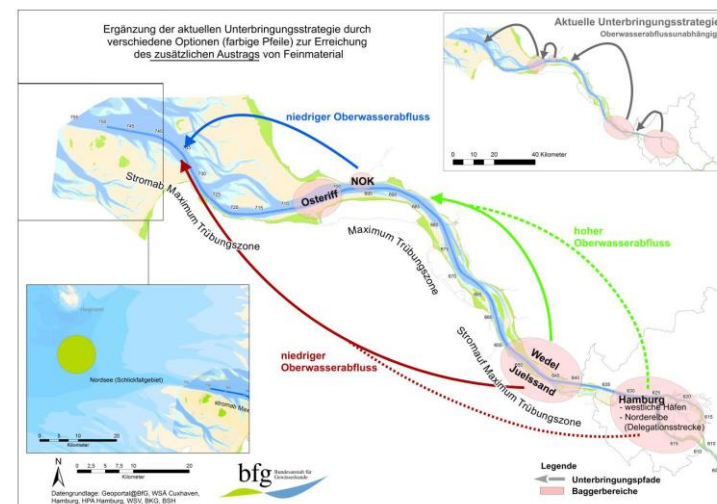 Ergänzung der aktuellen Unterbringungsstrategie durch
verschiedene Optionen (farbige Pfeile) zur Erreichung
des zusätzlichen Austrags von Feinmaterial
Aktuelle Unterbringungsstrategie
Oberwasserabflussunabhängig
0 10 20 40 Kilometer
niedriger Oberwasserabfluss
NOK
Osteriff
Stromab Maximum Trübungszone
Maximum Trübungszone
hoher
Oberwasserabfluss
Wedel
Juelssand
Stromauf Maximum Trübungszone
niedriger
Oberwasserabfluss
Hamburg
- westliche Häfen
- Norderelbe
(Delegationsstrecke)
Helgoland
Nordsee (Schlickfallgebiet)
stromab Max
0 5 10 20
Kilometer
N
0 5 10 20
Kilometer
bfg
Bundesanstalt für
Gewässerkunde
Datengrundlage: Geoportal@BfG, WSA Cuxhaven,
Hamburg, HPA Hamburg, WSV, BKG, BSH
Legende
Unterbringungspfade
Baggerbereiche